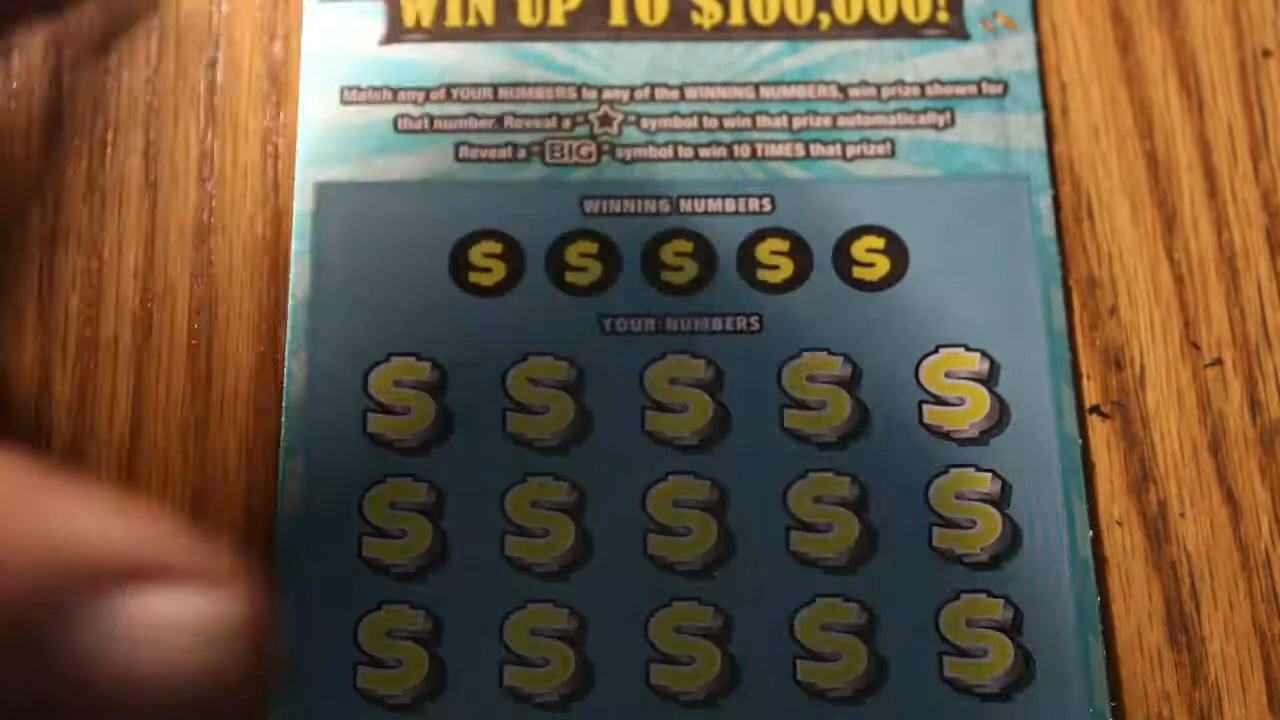 WIN UP TO $100,000!
Match any of YOUR NUMBERS to any of the WINNING NUMBERS, win prize shown for
that number. Reveal a "☆" symbol to win that prize automatically!
Reveal a "BIG" symbol to win 10 TIMES that prize!
WINNING NUMBERS
$ $ $ $ $
YOUR NUMBERS
$ $ $ $ $
$ $ $ $ $
$ $ $ $ $